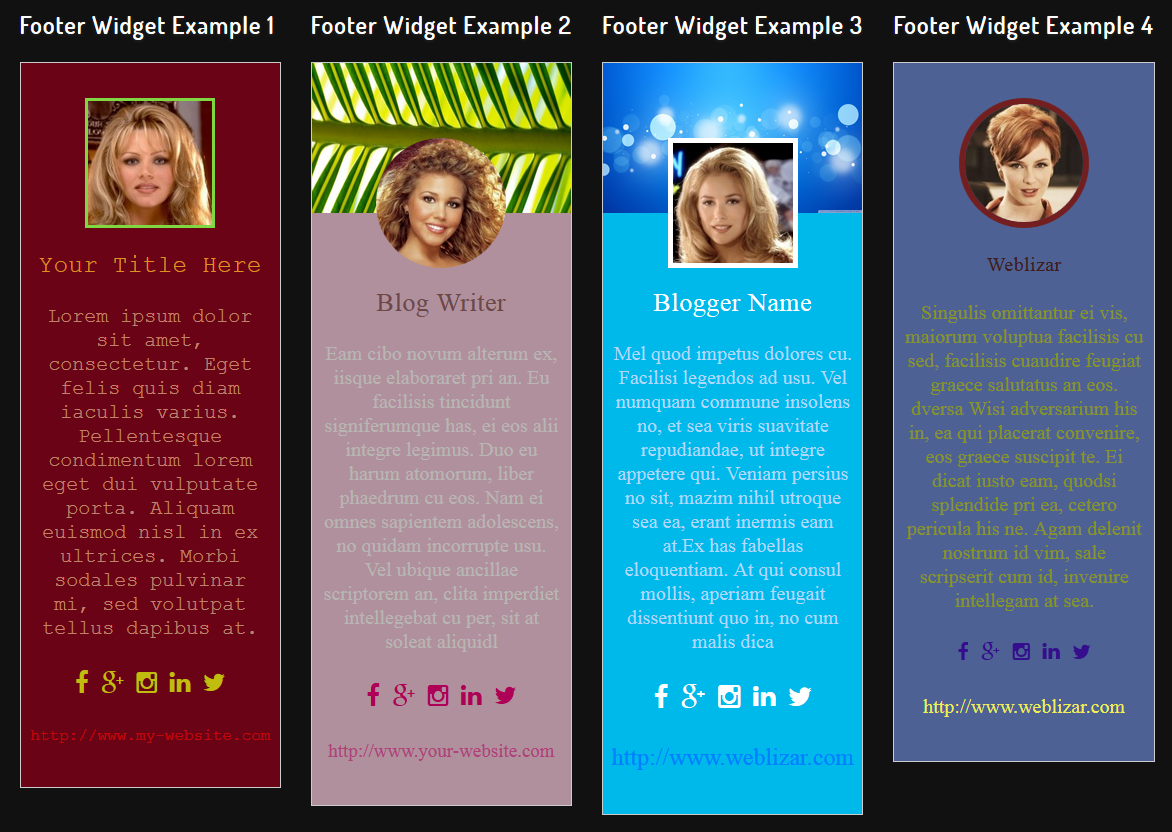 Footer Widget Example 1
Your Title Here
Lorem ipsum dolor
sit amet,
consectetur. Eget
felis quis diam
iaculis varius.
Pellentesque
condimentum lorem
eget dui vulputate
porta. Aliquam
euismod nisl in ex
ultrices. Morbi
sodales pulvinar
mi, sed volutpat
tellus dapibus at.
http://www.my-website.com
Footer Widget Example 2
Blog Writer
Eam cibo novum alterum ex,
iisque elaboraret pri an. Eu
facilisis tincidunt
signiferumque has, ei eos alii
integre legimus. Duo eu
harum atomorum, liber
phaedrum cu eos. Nam ei
omnes sapientem adolescens,
no quidam incorrupte usu.
Vel ubique ancillae
scriptorem an, clita imperdiet
intellegebat cu per, sit at
soleat aliquidl
http://www.your-website.com
Footer Widget Example 3
Blogger Name
Mel quod impetus dolores cu.
Facilisi legendos ad usu. Vel
numquam commune insolens
no, et sea viris suavitate
repudiandae, ut integre
appetere qui. Veniam persius
no sit, mazim nihil utroque
sea ea, erant inermis eam
at.Ex has fabellas
eloquentiam. At qui consul
mollis, aperiam feugait
dissentiunt quo in, no cum
malis dica
http://www.weblizar.com
Footer Widget Example 4
Weblizar
Singulis omittantur ei vis,
maiorum voluptua facilisis cu
sed, facilisis cuaudire feugiat
graece salutatus an eos.
dversa Wisi adversarium his
in, ea qui placerat convenire,
eos graece suscipit te. Ei
dicat iusto eam, quodsi
splendide pri ea, cetero
pericula his ne. Agam delenit
nostrum id vim, sale
scripserit cum id, invenire
intellegam at sea.
http://www.weblizar.com